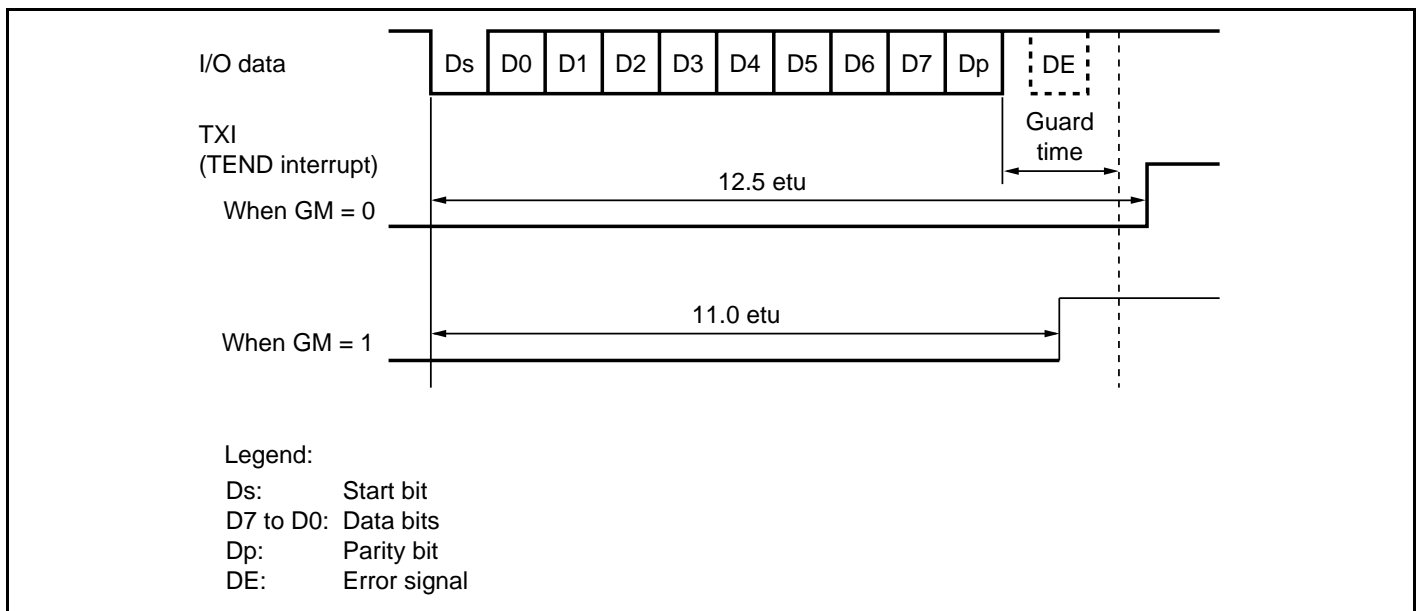 I/O data
Ds D0 D1 D2 D3 D4 D5 D6 D7 Dp DE
TXI
(TEND interrupt)
Guard
time
12.5 etu
When GM = 0
11.0 etu
When GM = 1
Legend:
Ds: Start bit
D7 to D0: Data bits
Dp: Parity bit
DE: Error signal